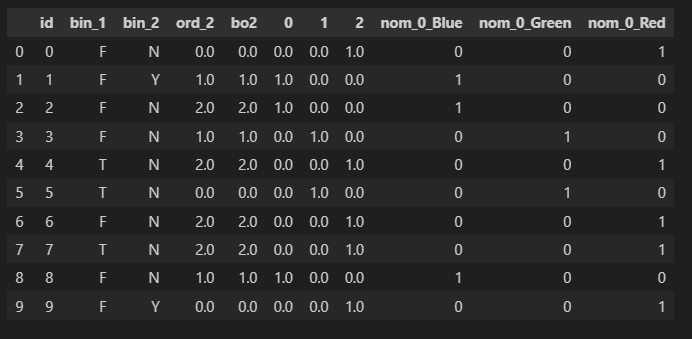 id bin_1 bin_2 ord_2 bo2 0 1 2 nom_0_Blue nom_0_Green nom_0_Red
0 0 F N 0.0 0.0 0.0 0.0 1.0 0 0 1
1 1 F Y 1.0 1.0 1.0 0.0 0.0 1 0 0
2 2 F N 2.0 2.0 1.0 0.0 0.0 1 0 0
3 3 F N 1.0 1.0 0.0 1.0 0.0 0 1 0
4 4 T N 2.0 2.0 0.0 0.0 1.0 0 0 1
5 5 T N 0.0 0.0 0.0 1.0 0.0 0 1 0
6 6 F N 2.0 2.0 0.0 0.0 1.0 0 0 1
7 7 T N 2.0 2.0 0.0 0.0 1.0 0 0 1
8 8 F N 1.0 1.0 1.0 0.0 0.0 1 0 0
9 9 F Y 0.0 0.0 0.0 0.0 1.0 0 0 1